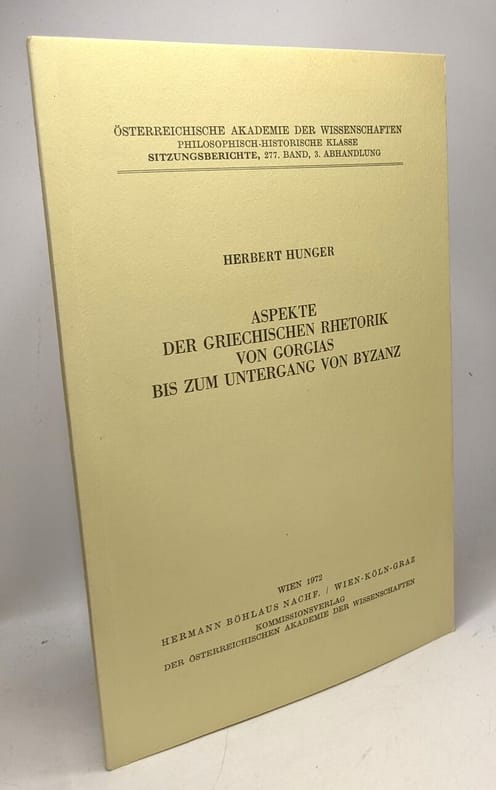 ÖSTERREICHISCHE AKADEMIE DER WISSENSCHAFTEN
PHILOSOPHISCH-HISTORISCHE KLASSE
SITZUNGSBERICHTE, 277. BAND, 3. ABHANDLUNG
HERBERT HUNGER
ASPEKTE
DER GRIECHISCHEN RHETORIK
VON GORGIAS
BIS ZUM UNTERGANG VON BYZANZ
WIEN 1972
HERMANN BÖHLAUS NACHF. / WIEN-KÖLN-GRAZ
KOMMISSIONSVERLAG
DER ÖSTERREICHISCHEN AKADEMIE DER WISSENSCHAFTEN